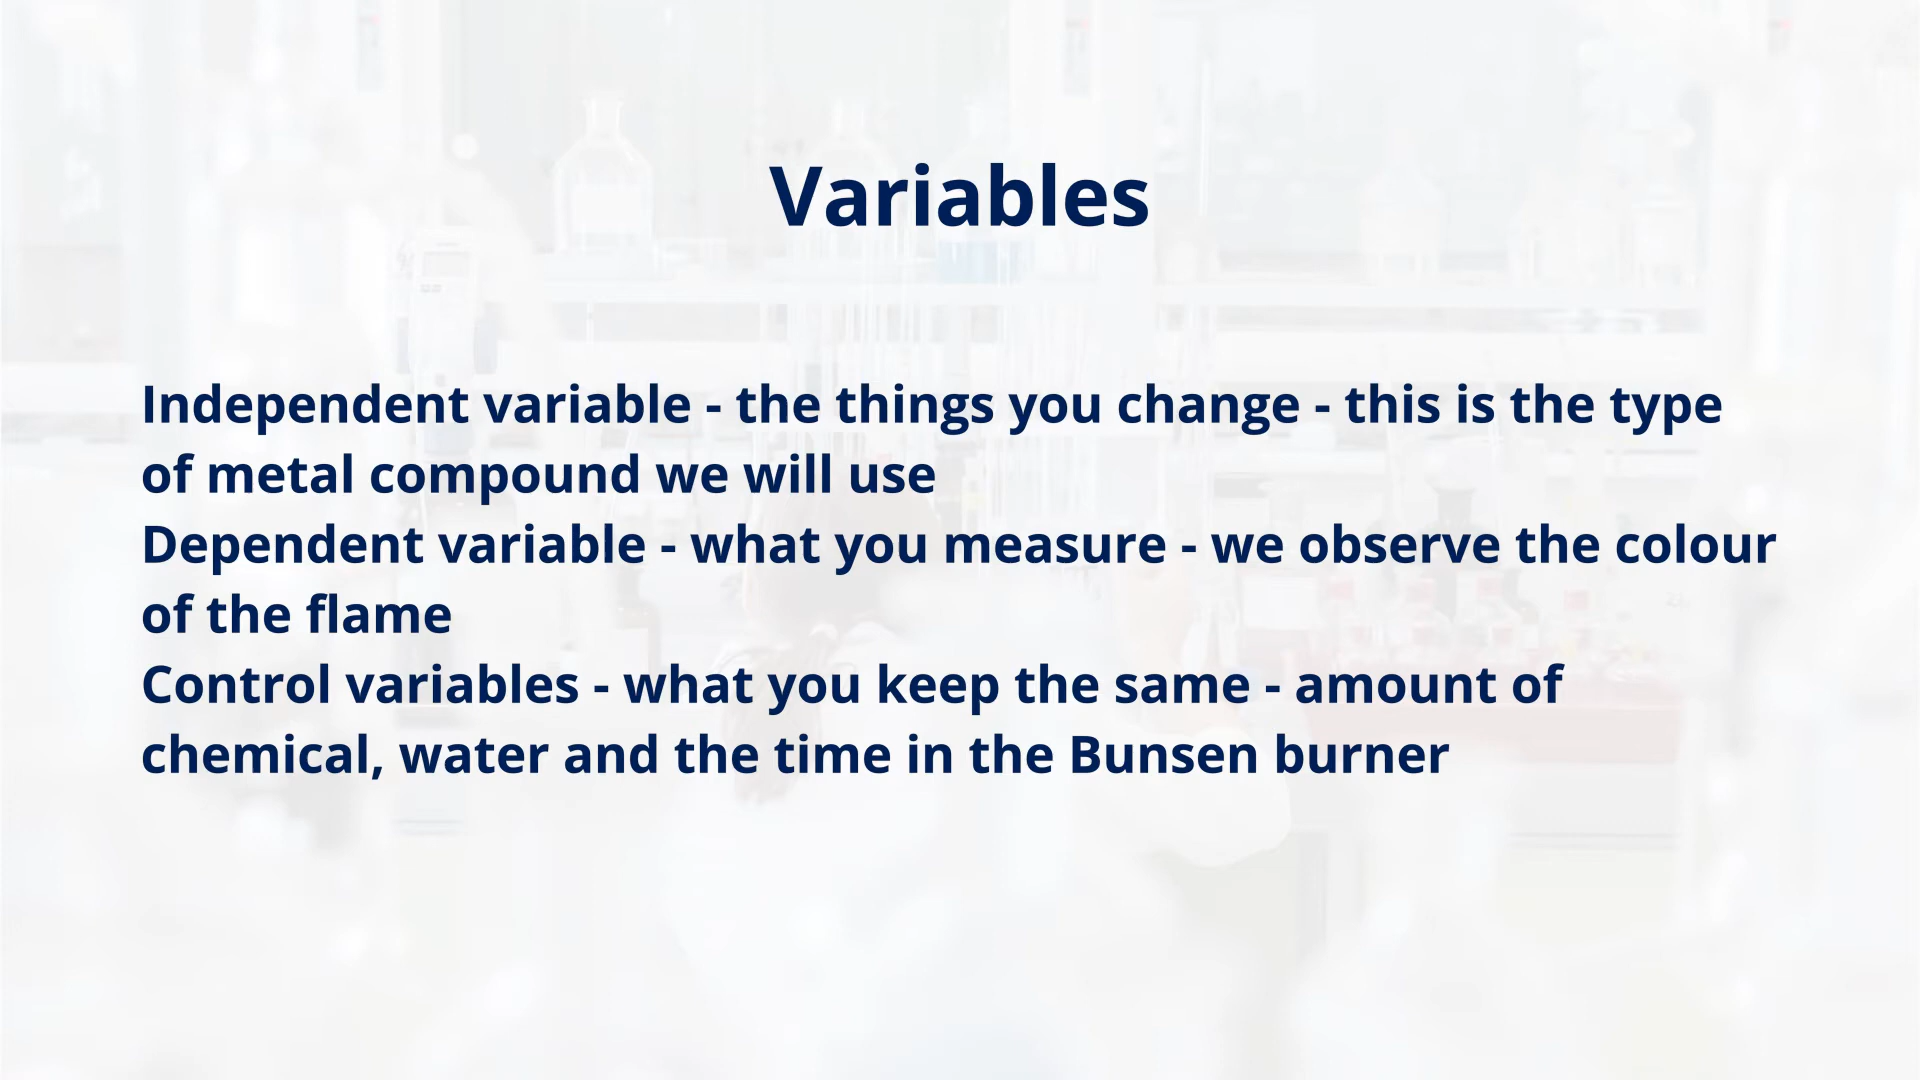 Variables
Independent variable - the things you change - this is the type
of metal compound we will use
Dependent variable - what you measure - we observe the colour
of the flame
Control variables - what you keep the same - amount of
chemical, water and the time in the Bunsen burner